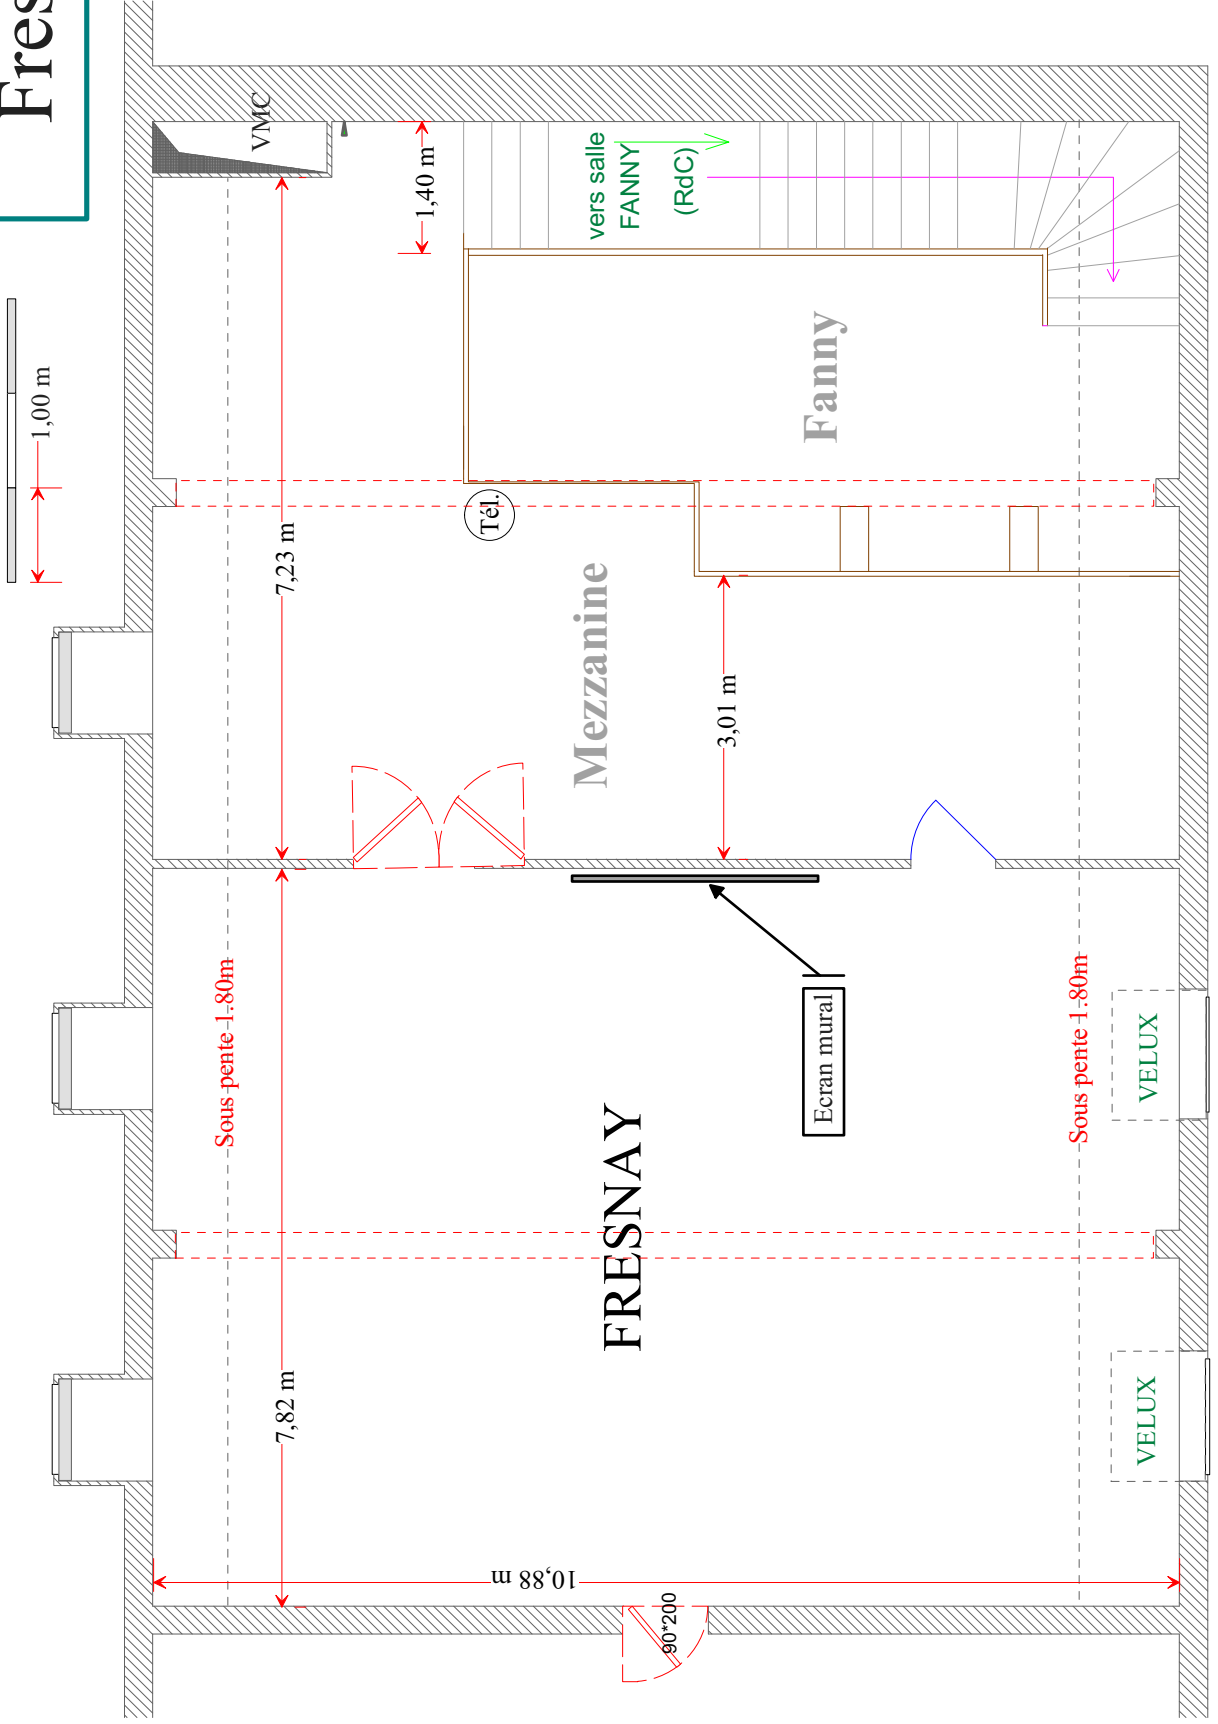 Fres
1,00 m
VMC
1,40 m
vers salle
FANNY
(RdC)
Fanny
7,23 m
Tél.
Mezzanine
3,01 m
Sous pente 1.80m
Sous pente 1.80m
Ecran mural
VELUX
FRESNAY
7,82 m
VELUX
10,88 m
90*200